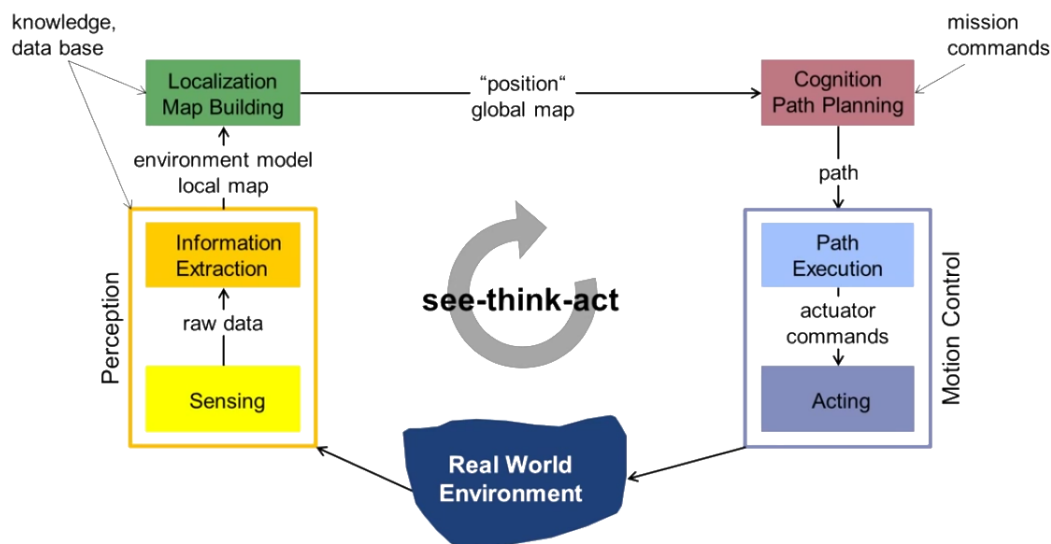 knowledge,
data base
mission
commands
Localization
Map Building
“position“
global map
Cognition
Path Planning
environment model
local map
path
Perception
Information
Extraction
raw data
Sensing
see-think-act
Path
Execution
actuator
commands
Acting
Motion Control
Real World
Environment